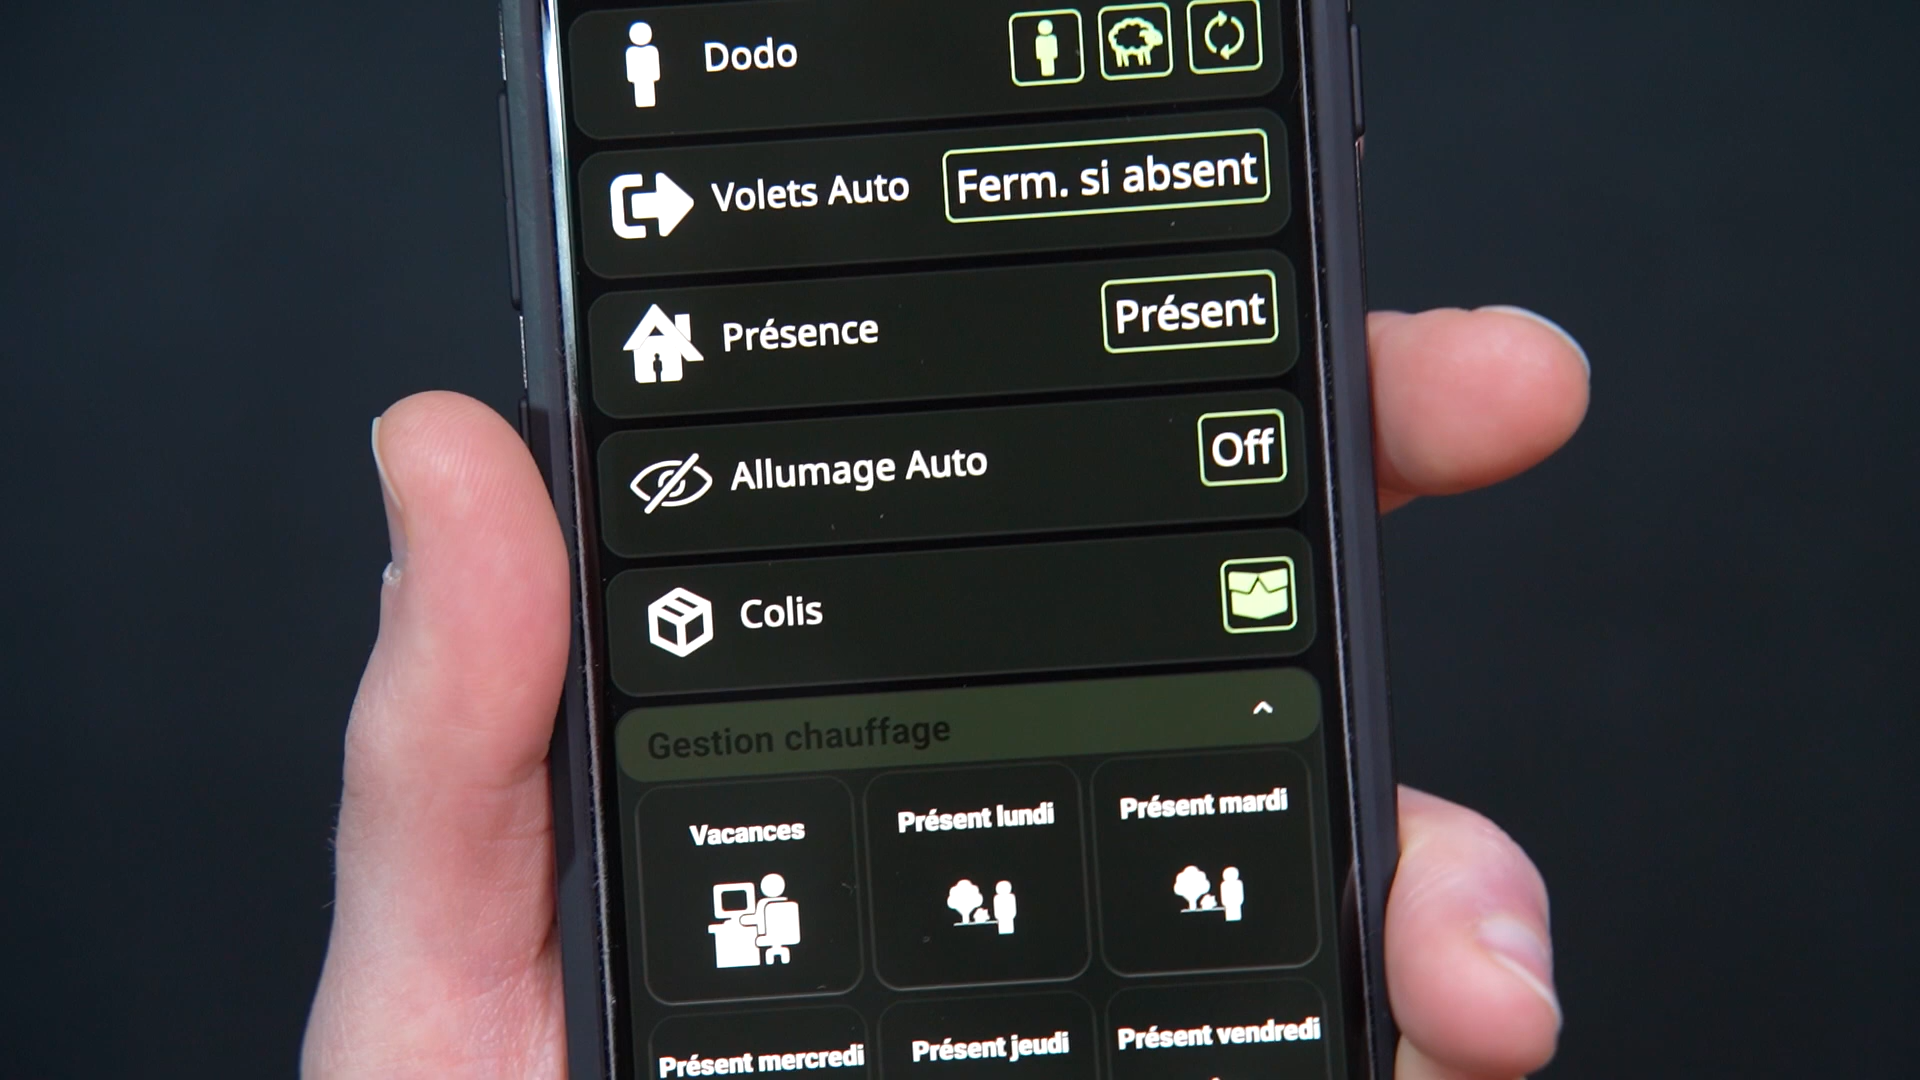 Dodo
Volets Auto Ferm. si absent
Présence Présent
Allumage Auto Off
Colis
Gestion chauffage
Vacances Présent lundi Présent mardi
Présent mercredi Présent jeudi Présent vendredi